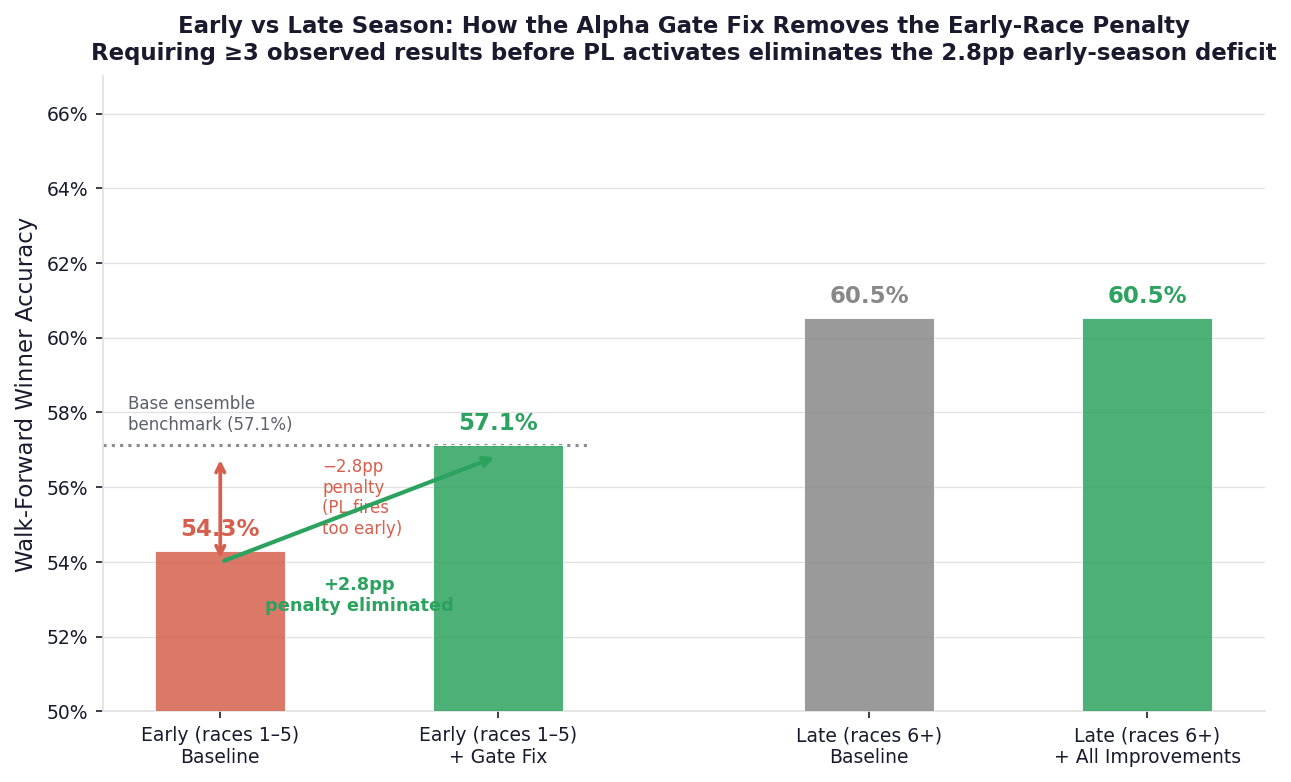 Early vs Late Season: How the Alpha Gate Fix Removes the Early-Race Penalty
Requiring ≥3 observed results before PL activates eliminates the 2.8pp early-season deficit
Walk-Forward Winner Accuracy
66%
64%
62%
60%
58%
56%
54%
52%
50%
Base ensemble
benchmark (57.1%)
54.3%
−2.8pp
penalty
(PL fires
too early)
+2.8pp
penalty eliminated
57.1%
60.5%
60.5%
Early (races 1–5)
Baseline
Early (races 1–5)
+ Gate Fix
Late (races 6+)
Baseline
Late (races 6+)
+ All Improvements